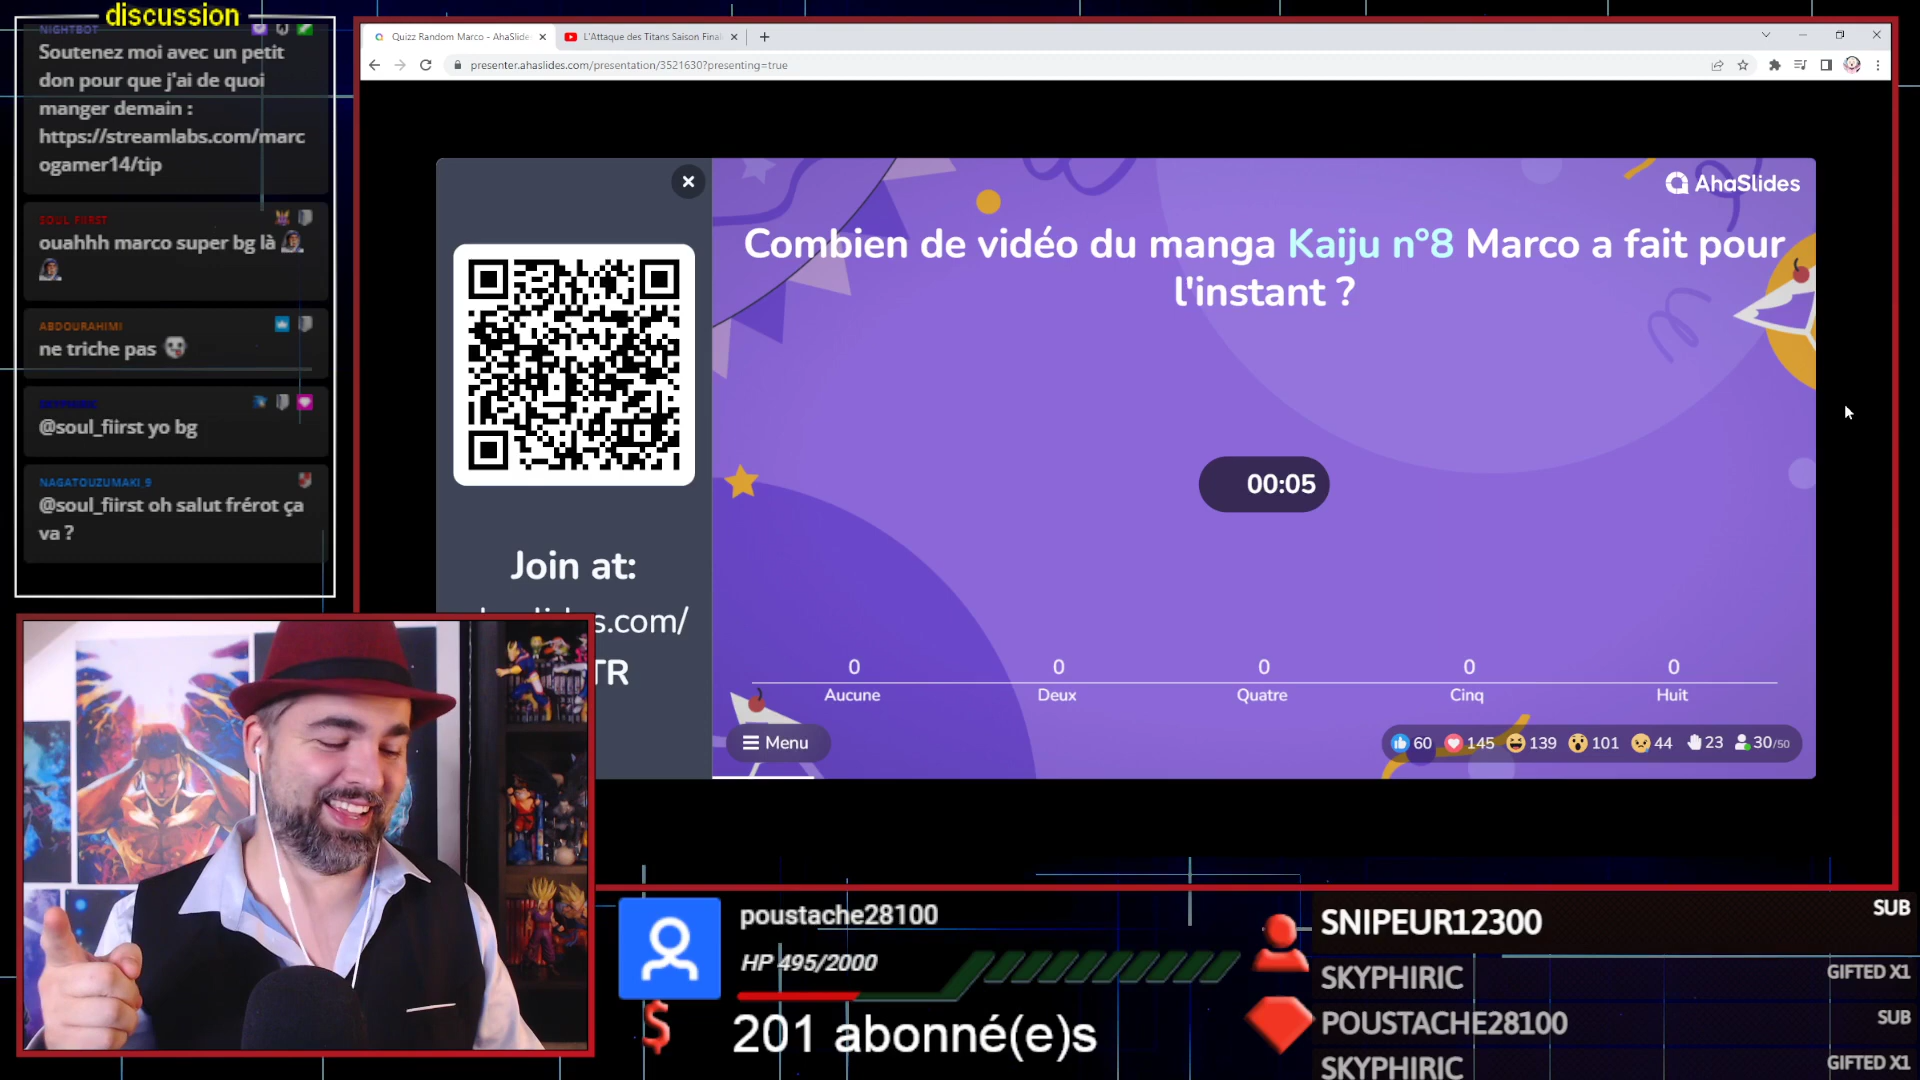 discussion
NIGHTBOT
Soutenez moi avec un petit
don pour que j'ai de quoi
manger demain :
https://streamlabs.com/marc
ogamer14/tip
SOUL_FIIRST
ouahhh marco super bg là
ABDOURAHIM1
ne triche pas
@soul_fiirst yo bg
NAGATOUZUMAKI_9
@soul_fiirst oh salut frérot ça
va ?
Quizz Random Marco - AhaSlide
L'Attaque des Titans Saison Fina
presenter.ahaslides.com/presentation/3521630?presenting=true
AhaSlides
Combien de vidéo du manga Kaiju n°8 Marco a fait pour
l'instant ?
00:05
Join at:
s.com/
TR
0 0 0 0 0
Aucune Deux Quatre Cinq Huit
Menu
60 145 139 101 44 23 30/50
poustache28100
HP 495/2000
201 abonné(e)s
SNIPEUR12300 SUB
SKYPHIRIC GIFTED X1
POUSTACHE28100 SUB
SKYPHIRIC GIFTED X1